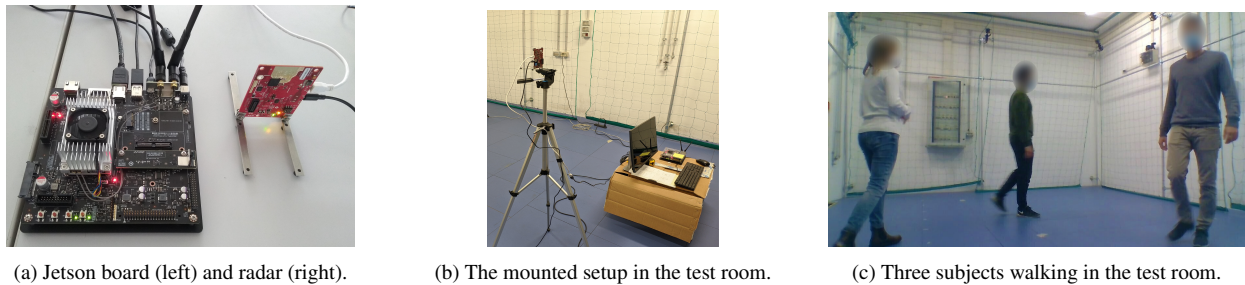 (a) Jetson board (left) and radar (right).
(b) The mounted setup in the test room.
(c) Three subjects walking in the test room.